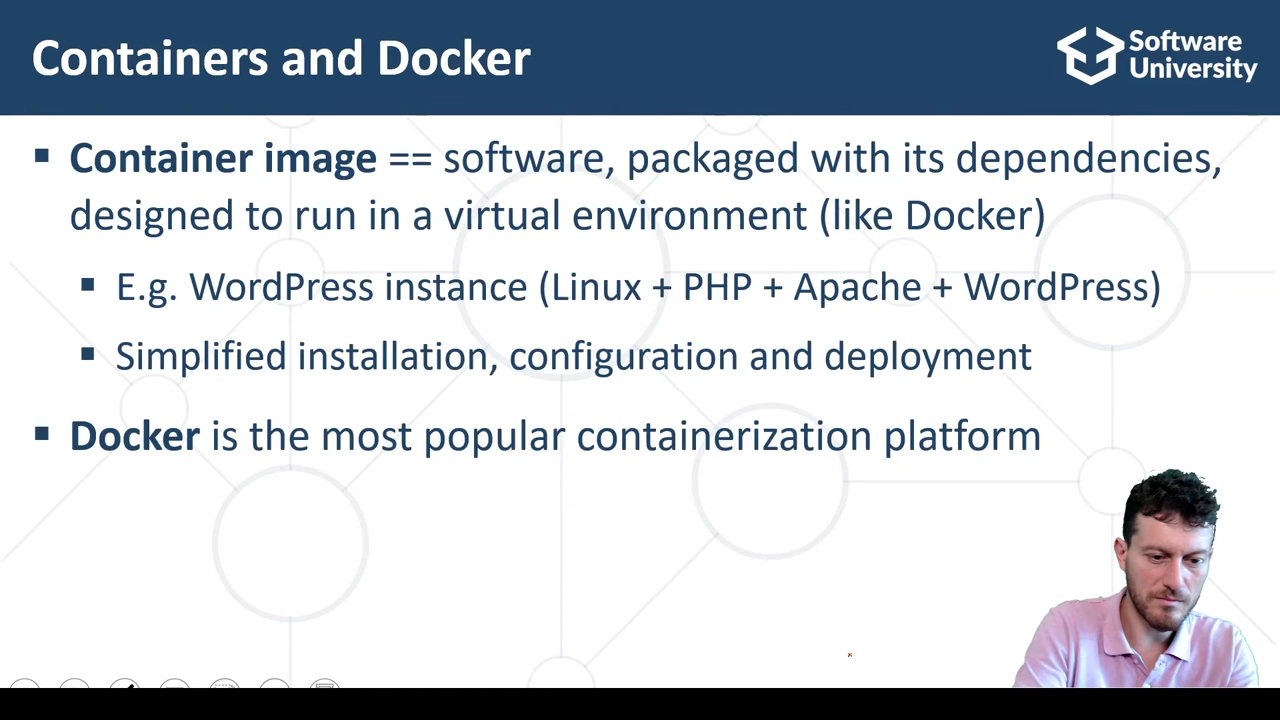 Containers and Docker
Software
University
▪ Container image == software, packaged with its dependencies,
designed to run in a virtual environment (like Docker)
▪ E.g. WordPress instance (Linux + PHP + Apache + WordPress)
▪ Simplified installation, configuration and deployment
▪ Docker is the most popular containerization platform